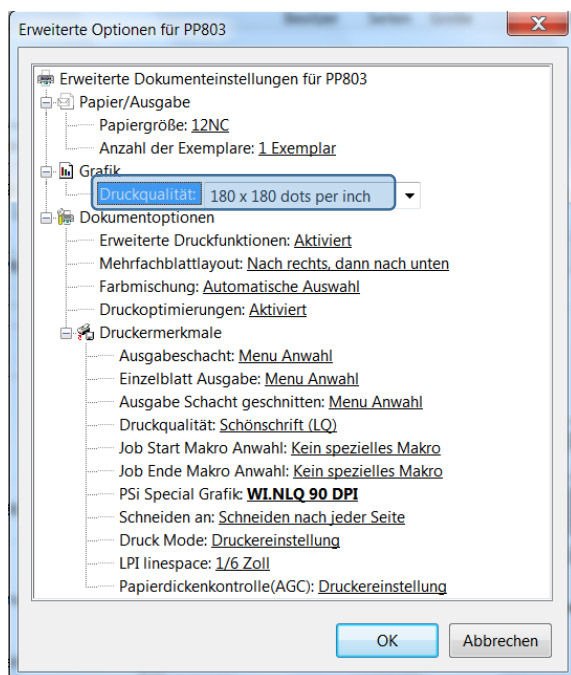 Besitzer Seiten Größe
Erweiterte Optionen für PP803
Erweiterte Dokumenteinstellungen für PP803
Papier/Ausgabe
Papiergröße: 12NC
Anzahl der Exemplare: 1 Exemplar
Grafik
Druckqualität: 180 x 180 dots per inch
Dokumentoptionen
Erweiterte Druckfunktionen: Aktiviert
Mehrfachblattlayout: Nach rechts, dann nach unten
Farbmischung: Automatische Auswahl
Druckoptimierungen: Aktiviert
Druckermerkmale
Ausgabeschacht: Menu Anwahl
Einzelblatt Ausgabe: Menu Anwahl
Ausgabe Schacht geschnitten: Menu Anwahl
Druckqualität: Schönschrift (LQ)
Job Start Makro Anwahl: Kein spezielles Makro
Job Ende Makro Anwahl: Kein spezielles Makro
PSi Special Grafik: WI.NLQ 90 DPI
Schneiden an: Schneiden nach jeder Seite
Druck Mode: Druckereinstellung
LPI linespace: 1/6 Zoll
Papierdickenkontrolle(AGC): Druckereinstellung
OK Abbrechen